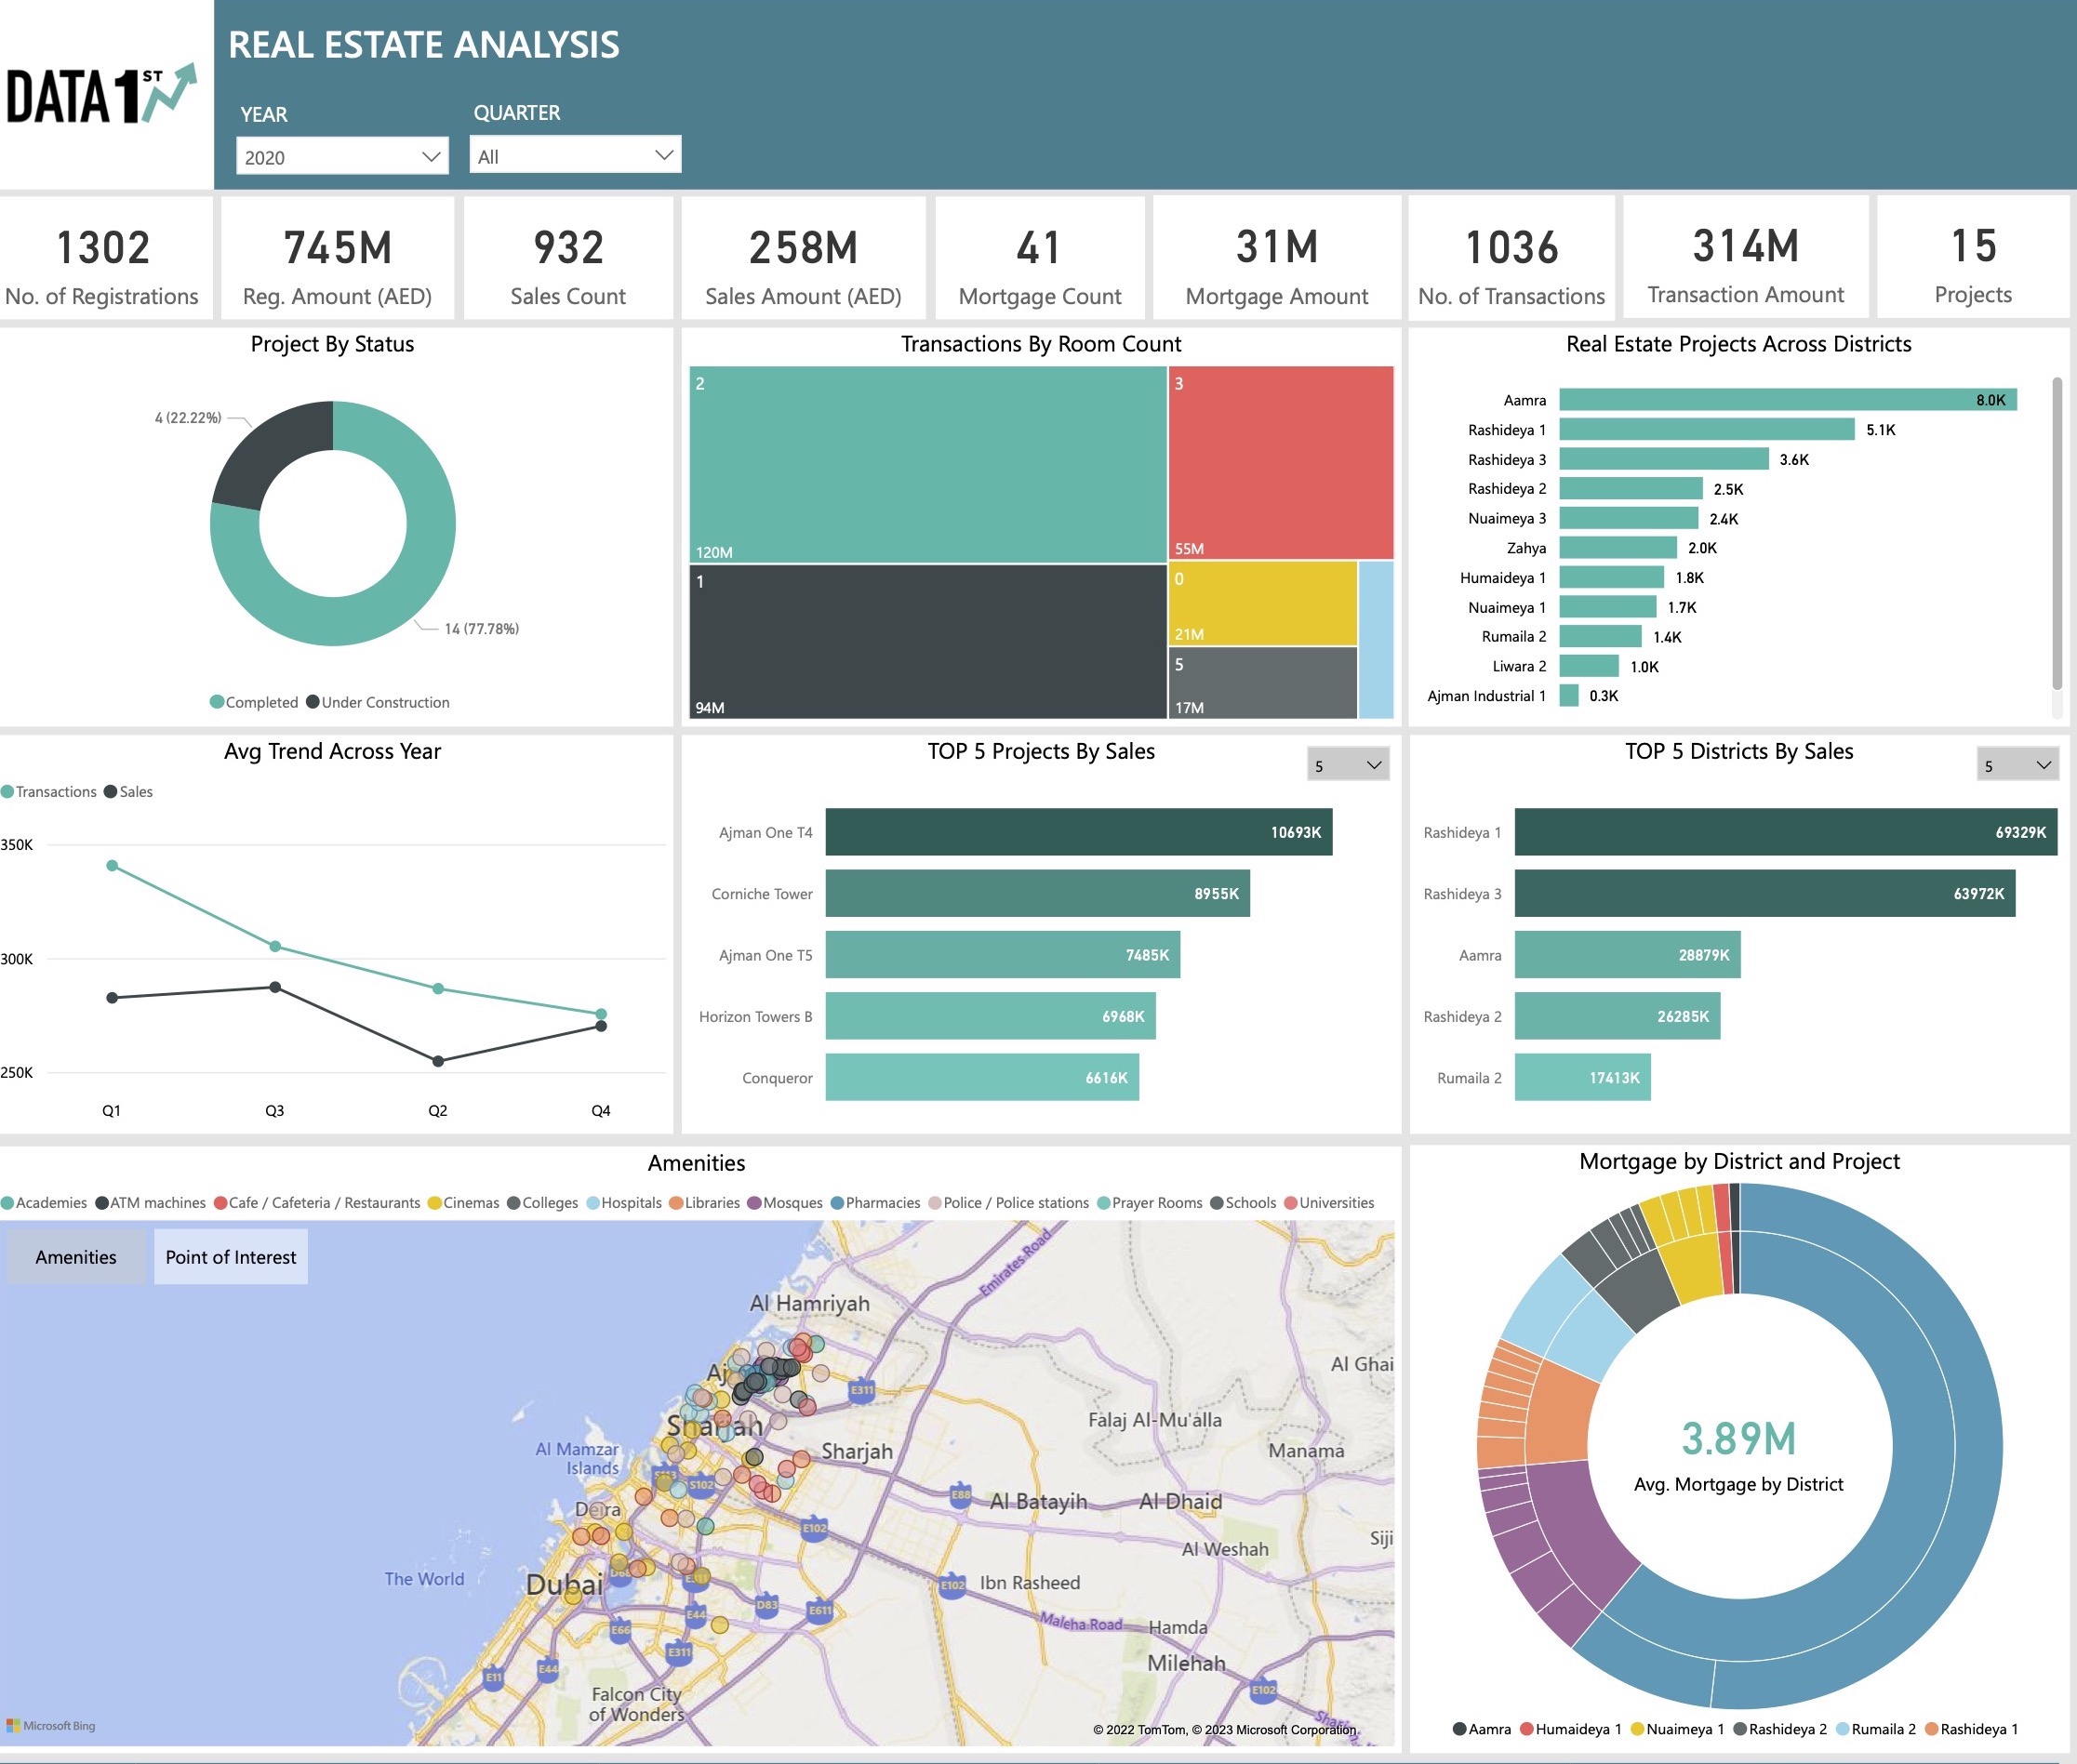 DATA 1ST
REAL ESTATE ANALYSIS
YEAR
QUARTER
2020
All
1302
No. of Registrations
745M
Reg. Amount (AED)
932
Sales Count
258M
Sales Amount (AED)
41
Mortgage Count
31M
Mortgage Amount
1036
No. of Transactions
314M
Transaction Amount
15
Projects
Project By Status
4 (22.22%)
14 (77.78%)
Completed Under Construction
Transactions By Room Count
2
120M
1
94M
3
55M
0
21M
5
17M
Real Estate Projects Across Districts
Aamra 8.0K
Rashideya 1 5.1K
Rashideya 3 3.6K
Rashideya 2 2.5K
Nuaimeya 3 2.4K
Zahya 2.0K
Humaideya 1 1.8K
Nuaimeya 1 1.7K
Rumaila 2 1.4K
Liwara 2 1.0K
Ajman Industrial 1 0.3K
Avg Trend Across Year
Transactions Sales
350K
300K
250K
Q1 Q3 Q2 Q4
TOP 5 Projects By Sales
5
Ajman One T4 10693K
Corniche Tower 8955K
Ajman One T5 7485K
Horizon Towers B 6968K
Conqueror 6616K
TOP 5 Districts By Sales
5
Rashideya 1 69329K
Rashideya 3 63972K
Aamra 28879K
Rashideya 2 26285K
Rumaila 2 17413K
Amenities
Academies ATM machines Cafe / Cafeteria / Restaurants Cinemas Colleges Hospitals Libraries Mosques Pharmacies Police / Police stations Prayer Rooms Schools Universities
Amenities
Point of Interest
Emirates Road
Al Hamriyah
Aj
Al Ghai
E311
Falaj Al-Mu'alla
Sharjah
Sharjah
Manama
Al Mamzar
Islands
S102
E88
Al Batayih
Al Dhaid
Deira
E102
Siji
Al Weshah
The World
Dubai
E102
Ibn Rasheed
D83
E611
E44
Malcha Road
Hamda
E66
E311
Milehah
E11
E44
E102
Falcon City
of Wonders
Microsoft Bing
© 2022 TomTom, © 2023 Microsoft Corporation
Mortgage by District and Project
3.89M
Avg. Mortgage by District
Aamra Humaideya 1 Nuaimeya 1 Rashideya 2 Rumaila 2 Rashideya 1